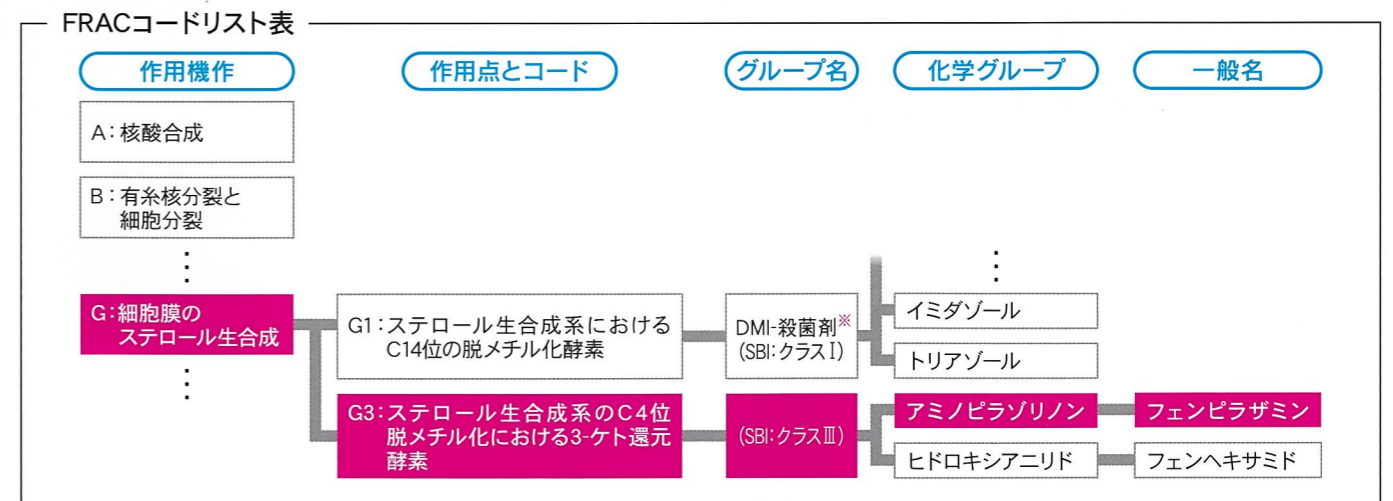 FRACコードリスト表
作用機作
作用点とコード
グループ名
化学グループ
一般名
A：核酸合成
B：有糸核分裂と
細胞分裂
G：細胞膜の
ステロール生合成
G1：ステロール生合成系における
C14位の脱メチル化酵素
DMI-殺菌剤※
(SBI：クラスⅠ)
イミダゾール
トリアゾール
G3：ステロール生合成系のC4位
脱メチル化における3-ケト還元
酵素
(SBI：クラスⅢ)
アミノピラゾリノン
フェンピラザミン
ヒドロキシアニリド
フェンヘキサミド